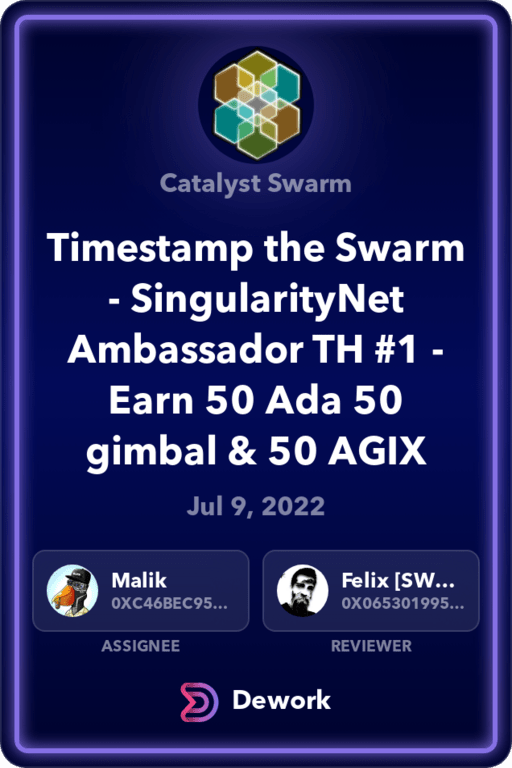 Catalyst Swarm
Timestamp the Swarm
- SingularityNet
Ambassador TH #1 -
Earn 50 Ada 50
gimbal & 50 AGIX
Jul 9, 2022
Malik
0XC46BEC95...
ASSIGNEE
Felix [SW...
0X065301995...
REVIEWER
Dework